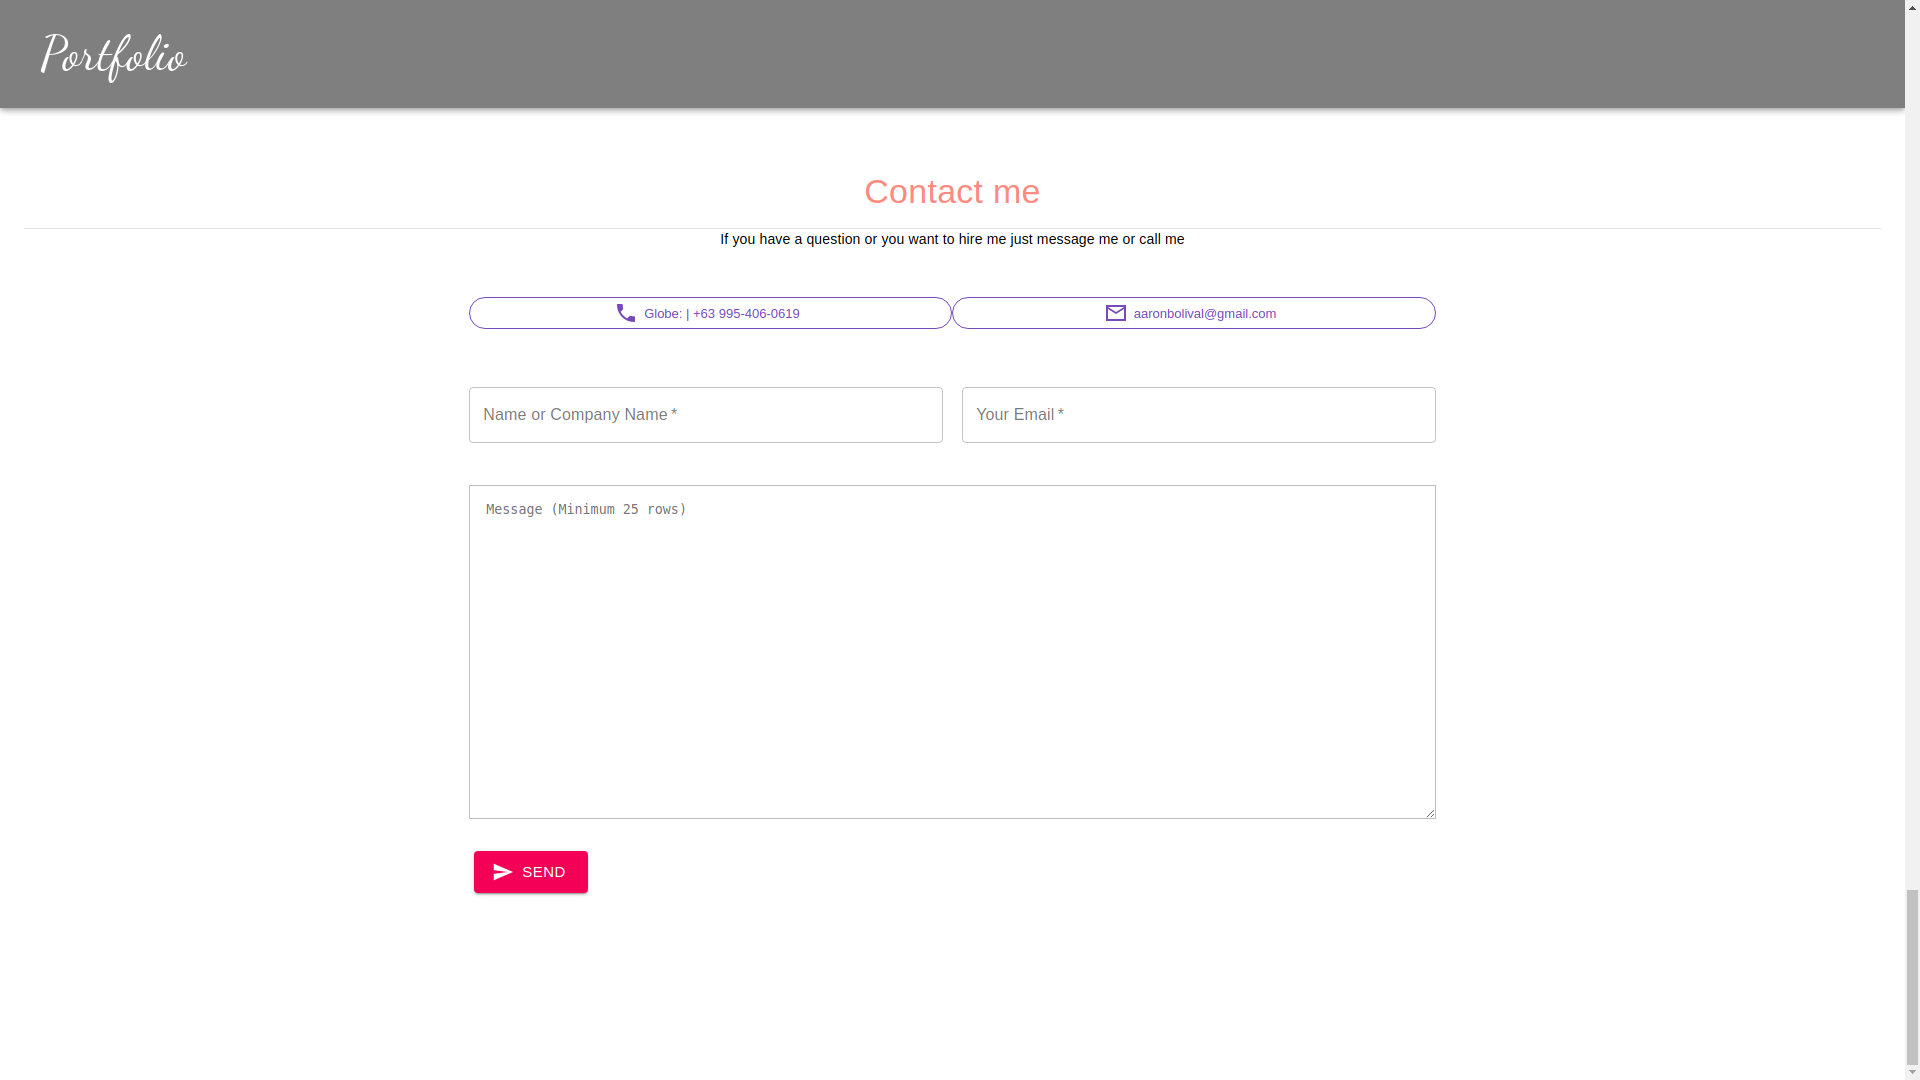 Portfolio
Contact me
If you have a question or you want to hire me just message me or call me
Globe: | +63 995-406-0619
aaronbolival@gmail.com
Name or Company Name *
Your Email *
Message (Minimum 25 rows)
SEND